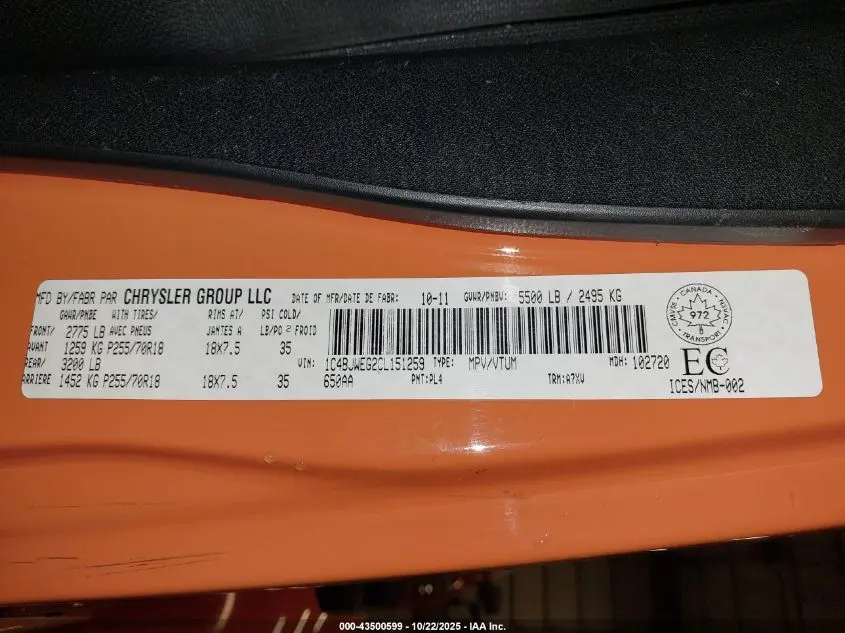 MFD BY/FABR PAR CHRYSLER GROUP LLC DATE OF MFR/DATE DE FABR: 10-11 GVWR/PNBV: 5500 LB / 2495 KG
GAWR/PNBE WITH TIRES/ RIMS AT/ PSI COLD/
FRONT/ 2775 LB AVEC PNEUS JANTES A LB/PO 2 FROID
AVANT 1259 KG P255/70R18 18X7.5 35
REAR/ 3200 LB VIN: 1C4BJWEG2CL151259 TYPE: MPV/VTUM MDH: 102720
ARRIERE 1452 KG P255/70R18 18X7.5 35 650AA PNT:PL4 TRM:A7XV
CMVSS CANADA NSVAC
972
TRANSPORT
EC
ICES/NMB-002
000-43500599 - 10/22/2025 - IAA Inc.